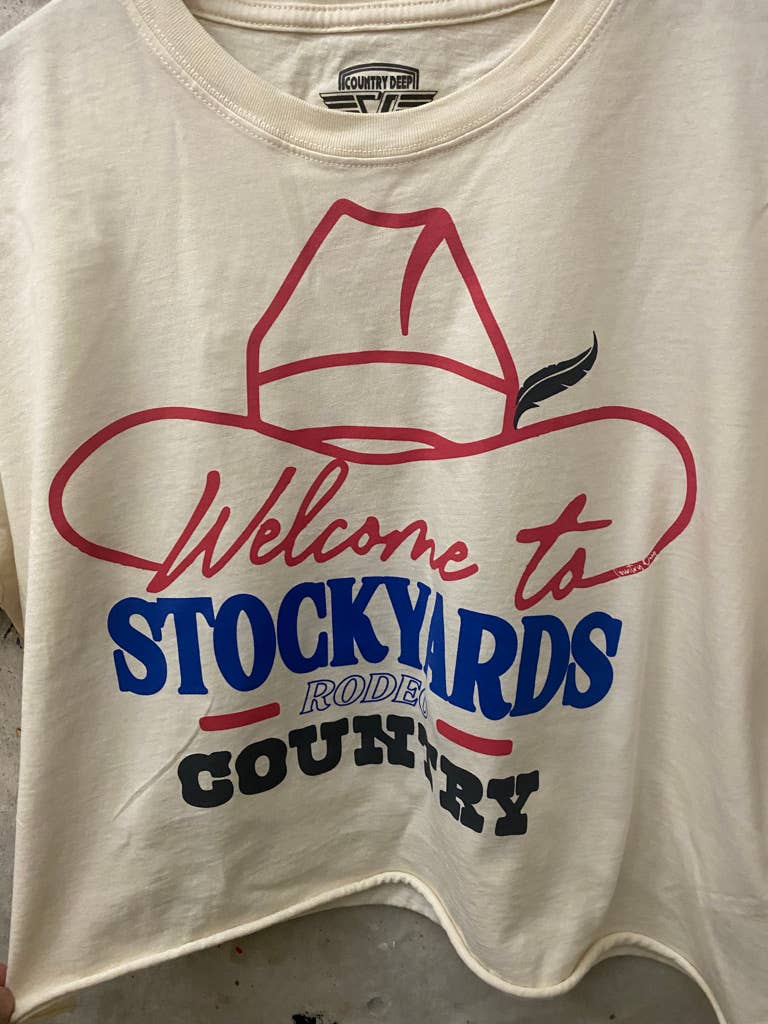 COUNTRY DEEP
Welcome to
STOCKYARDS
RODEO
COUNTRY